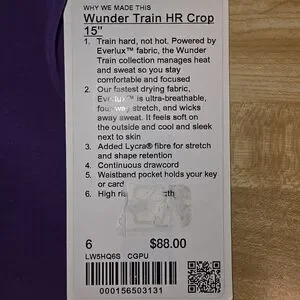 WHY WE MADE THIS
Wunder Train HR Crop
15"
1. Train hard, not hot. Powered by
Everlux™ fabric, the Wunder
Train collection manages heat
and sweat so you stay
comfortable and focused
2. Our fastest drying fabric,
Everlux™ is ultra-breathable,
four-way stretch, and wicks
away sweat. It feels soft on
the outside and cool and sleek
next to skin
3. Added Lycra® fibre for stretch
and shape retention
4. Continuous drawcord
5. Waistband pocket holds your key
or card
6. High
6 $88.00
LW5HQ6S CGPU
000156503131